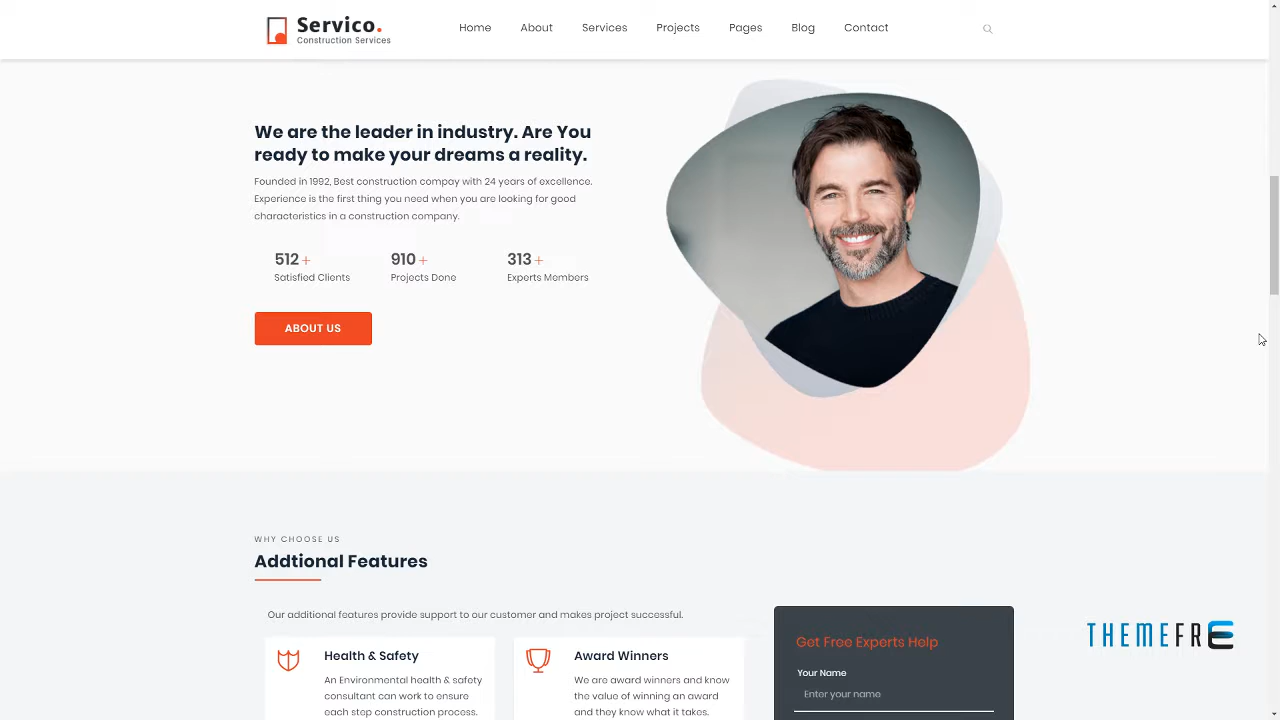 Servico.
Construction Services
Home About Services Projects Pages Blog Contact
We are the leader in industry. Are You
ready to make your dreams a reality.
Founded in 1992, Best construction compay with 24 years of excellence.
Experience is the first thing you need when you are looking for good
characteristics in a construction company.
512 + 910 + 313 +
Satisfied Clients Projects Done Experts Members
ABOUT US
WHY CHOOSE US
Addtional Features
Our additional features provide support to our customer and makes project successful.
Health & Safety
An Environmental health & safety
consultant can work to ensure
each step construction process.
Award Winners
We are award winners and know
the value of winning an award
and they know what it takes.
Get Free Experts Help
Your Name
Enter your name
THEMEFRE